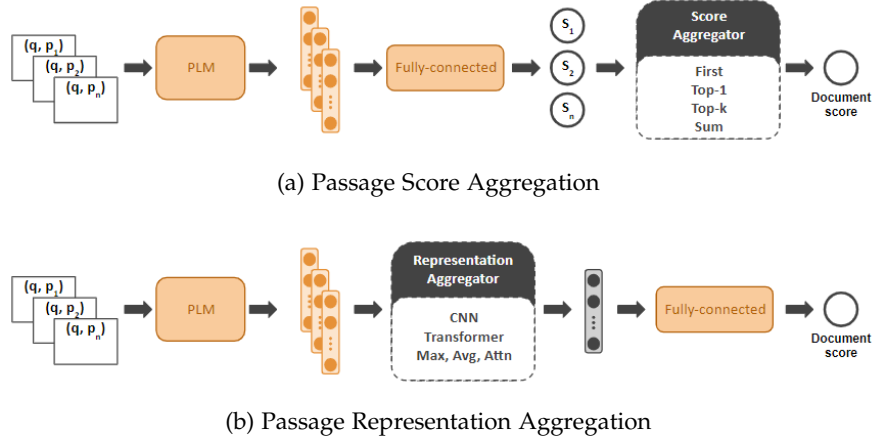 (q, p1)
(q, p2)
(q, pn)
PLM
Fully-connected
S1
S2
Sn
Score
Aggregator
First
Top-1
Top-k
Sum
Document
score
(a) Passage Score Aggregation
(q, p1)
(q, p2)
(q, pn)
PLM
Representation
Aggregator
CNN
Transformer
Max, Avg, Attn
Fully-connected
Document
score
(b) Passage Representation Aggregation